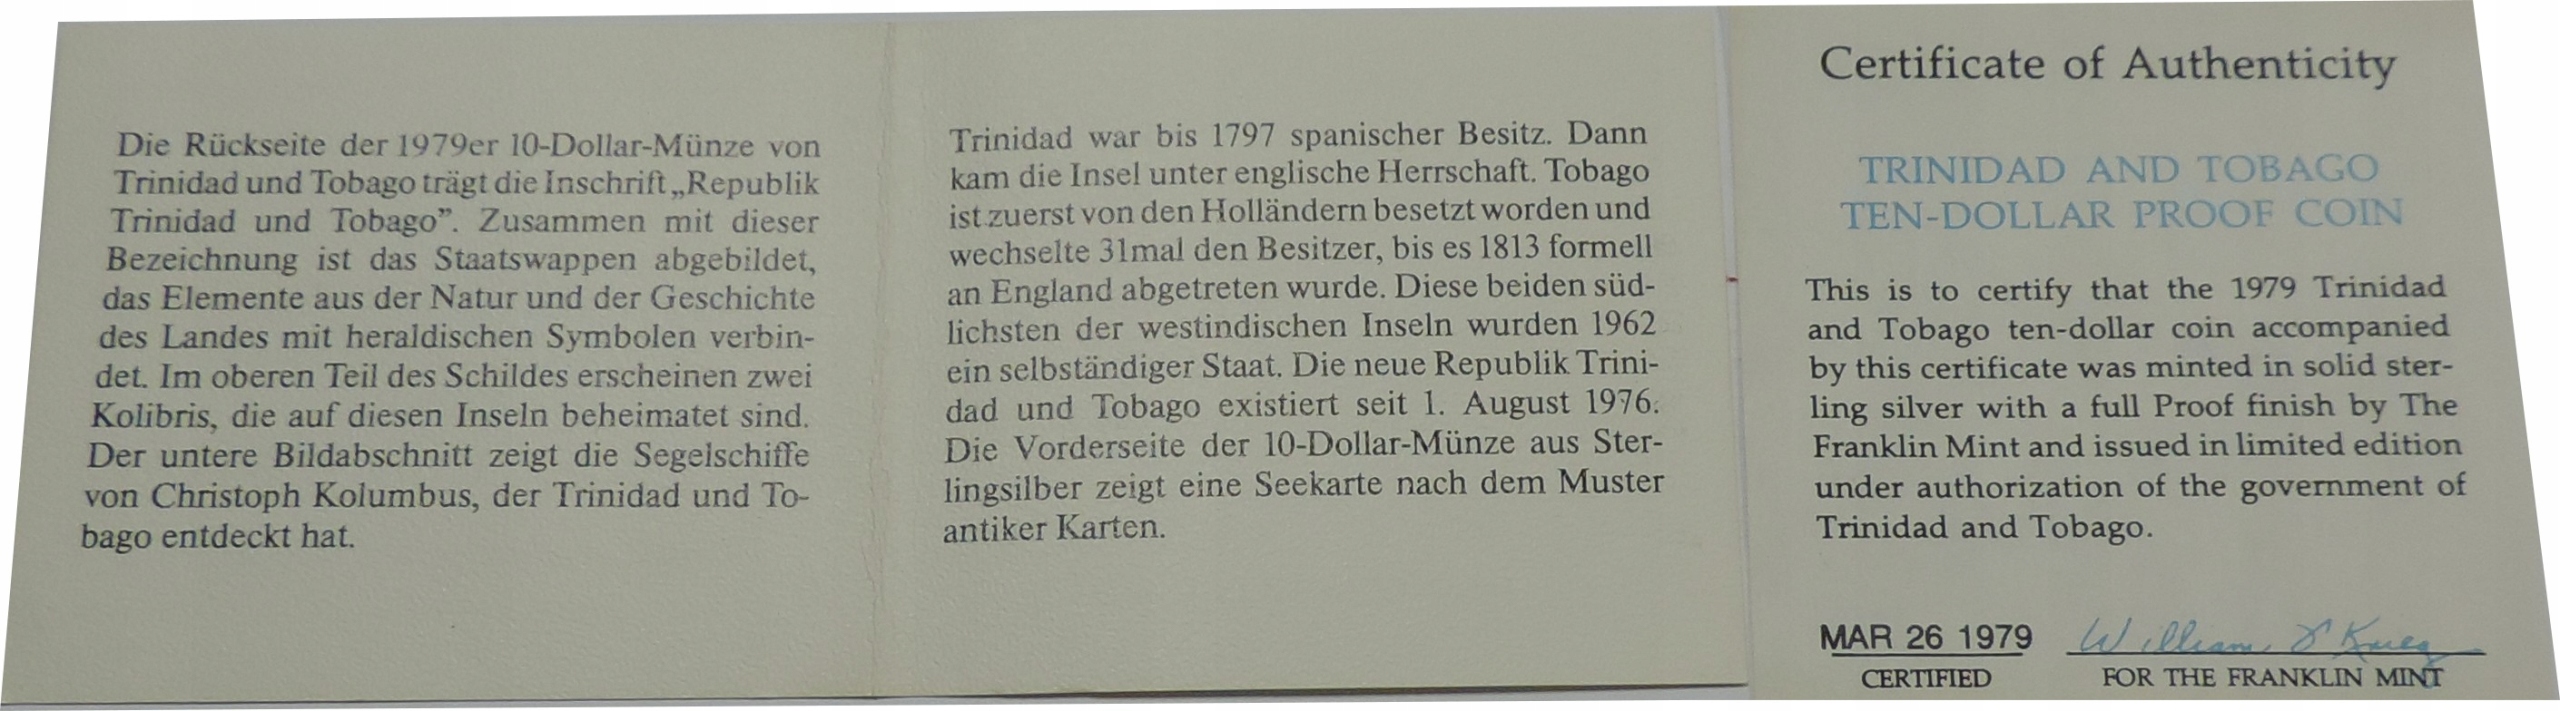 Die Rückseite der 1979er 10-Dollar-Münze von
Trinidad und Tobago trägt die Inschrift „Republik
Trinidad und Tobago”. Zusammen mit dieser
Bezeichnung ist das Staatswappen abgebildet,
das Elemente aus der Natur und der Geschichte
des Landes mit heraldischen Symbolen verbin-
det. Im oberen Teil des Schildes erscheinen zwei
Kolibris, die auf diesen Inseln beheimatet sind.
Der untere Bildabschnitt zeigt die Segelschiffe
von Christoph Kolumbus, der Trinidad und To-
bago entdeckt hat.
Trinidad war bis 1797 spanischer Besitz. Dann
kam die Insel unter englische Herrschaft. Tobago
ist zuerst von den Holländern besetzt worden und
wechselte 31mal den Besitzer, bis es 1813 formell
an England abgetreten wurde. Diese beiden süd-
lichsten der westindischen Inseln wurden 1962
ein selbständiger Staat. Die neue Republik Trini-
dad und Tobago existiert seit 1. August 1976.
Die Vorderseite der 10-Dollar-Münze aus Ster-
lingsilber zeigt eine Seekarte nach dem Muster
antiker Karten.
Certificate of Authenticity
TRINIDAD AND TOBAGO
TEN-DOLLAR PROOF COIN
This is to certify that the 1979 Trinidad
and Tobago ten-dollar coin accompanied
by this certificate was minted in solid ster-
ling silver with a full Proof finish by The
Franklin Mint and issued in limited edition
under authorization of the government of
Trinidad and Tobago.
MAR 26 1979 William
CERTIFIED FOR THE FRANKLIN MINT